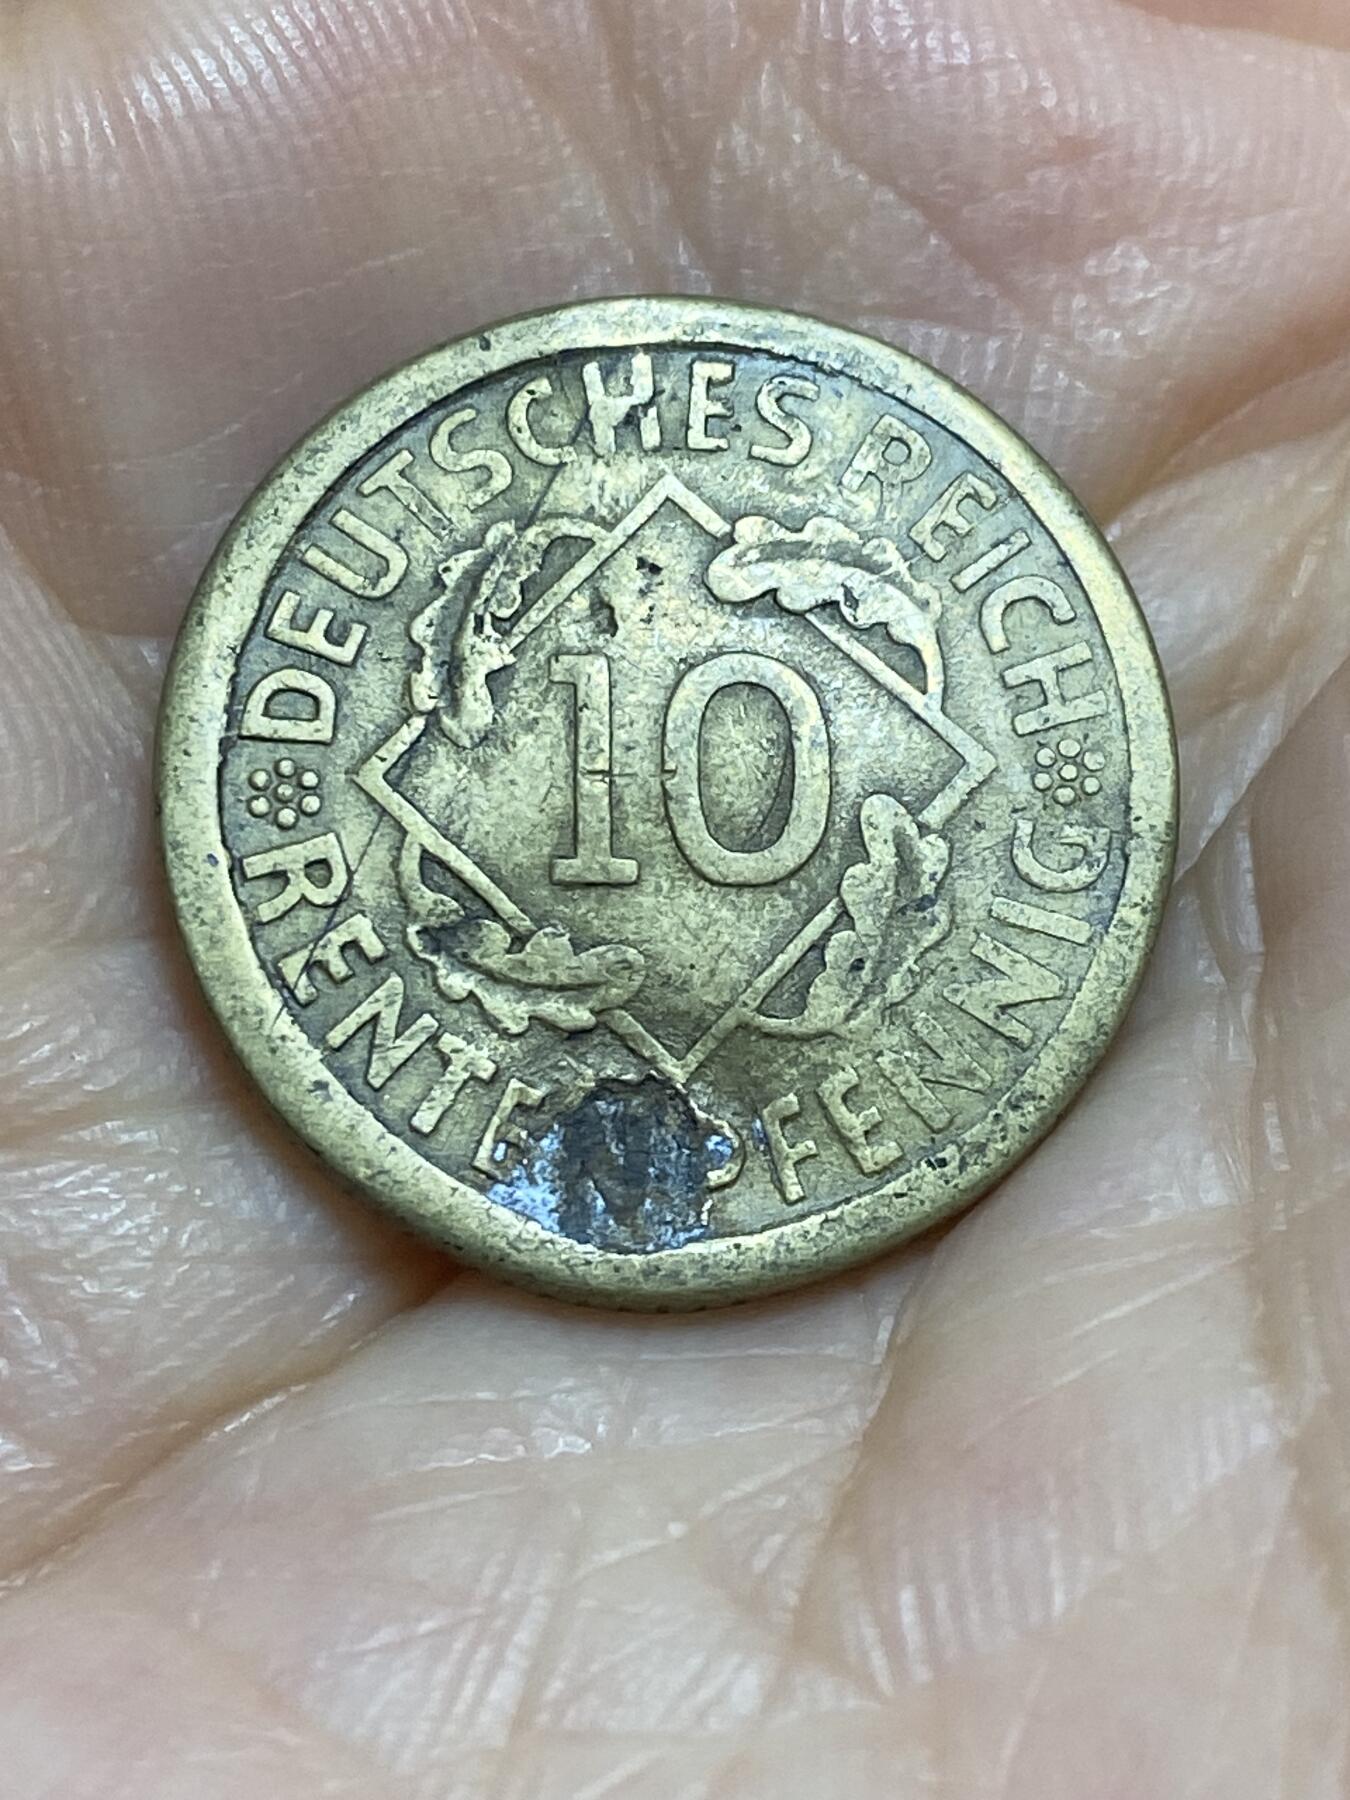 DEUTSCHES REICH
10
RENTENPFENNIG